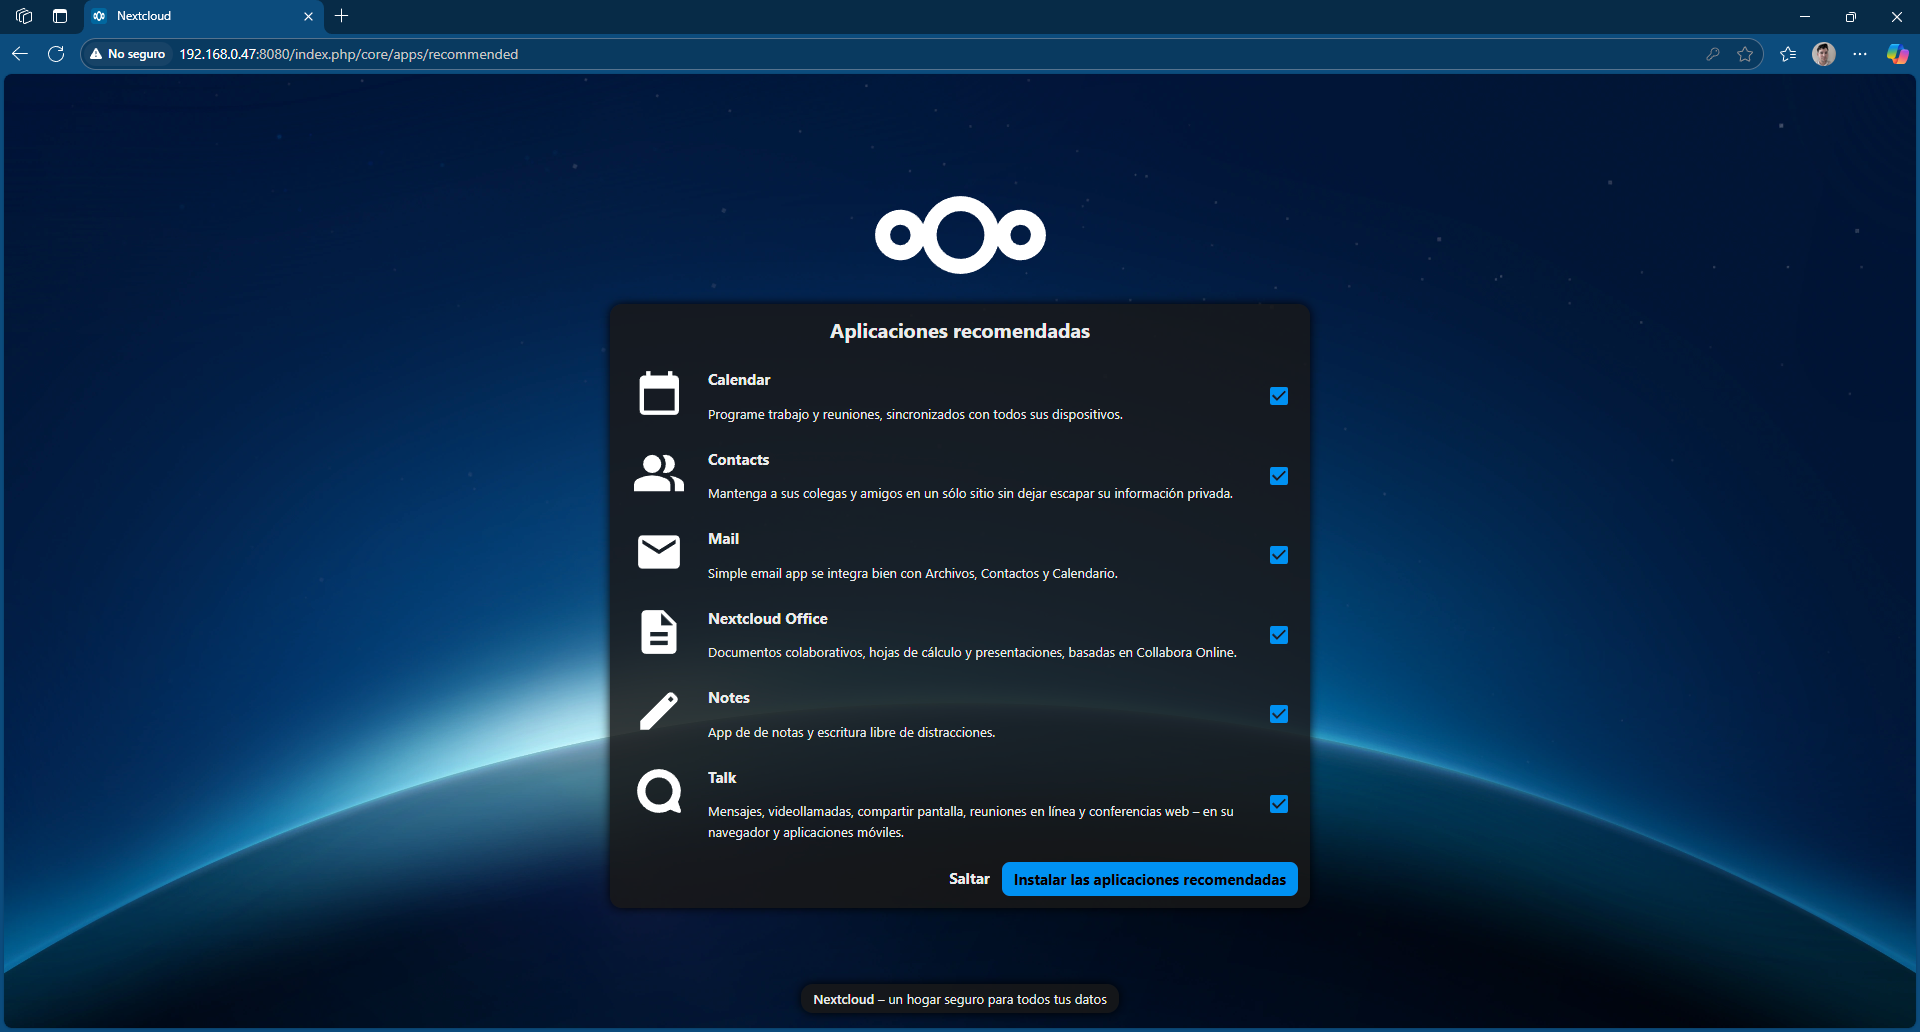 Nextcloud
No seguro 192.168.0.47:8080/index.php/core/apps/recommended
Aplicaciones recomendadas
Calendar
Programe trabajo y reuniones, sincronizados con todos sus dispositivos.
Contacts
Mantenga a sus colegas y amigos en un sólo sitio sin dejar escapar su información privada.
Mail
Simple email app se integra bien con Archivos, Contactos y Calendario.
Nextcloud Office
Documentos colaborativos, hojas de cálculo y presentaciones, basadas en Collabora Online.
Notes
App de de notas y escritura libre de distracciones.
Talk
Mensajes, videollamadas, compartir pantalla, reuniones en línea y conferencias web – en su
navegador y aplicaciones móviles.
Saltar Instalar las aplicaciones recomendadas
Nextcloud – un hogar seguro para todos tus datos